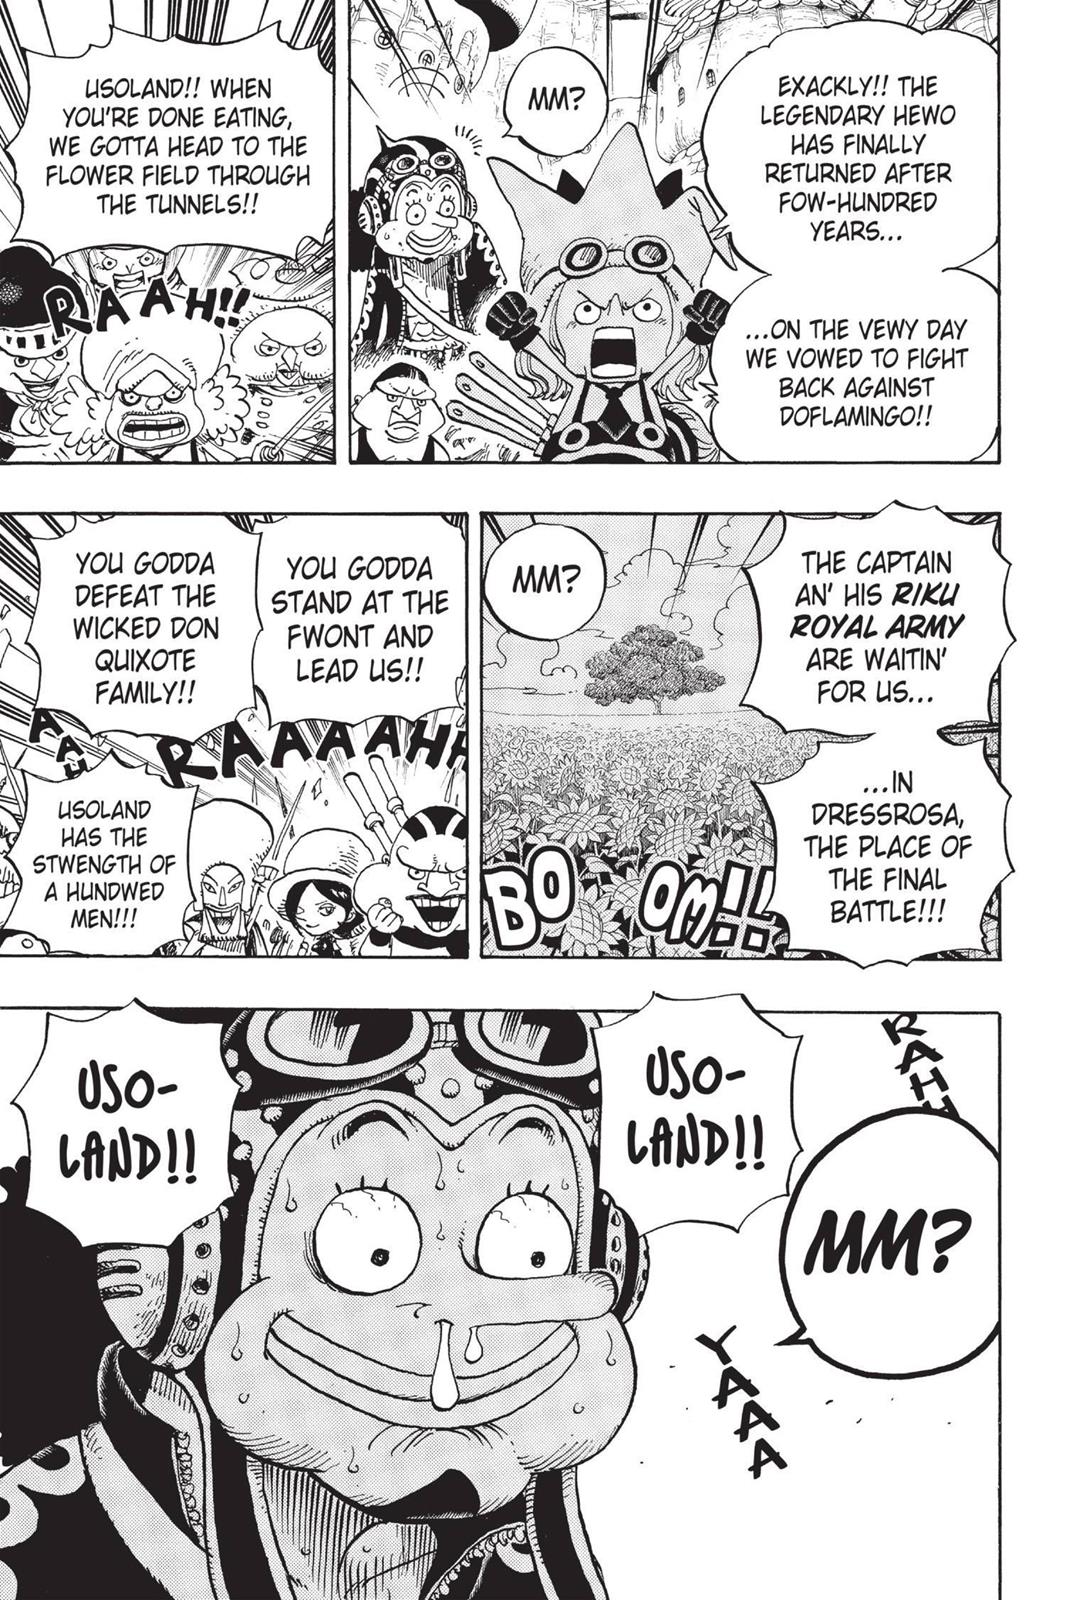 EXACKLY!! THE
LEGENDARY HEWO
HAS FINALLY
RETURNED AFTER
FOW-HUNDRED
YEARS...
...ON THE VEWY DAY
WE VOWED TO FIGHT
BACK AGAINST
DOFLAMINGO!!
MM?
USOLAND!! WHEN
YOU'RE DONE EATING,
WE GOTTA HEAD TO THE
FLOWER FIELD THROUGH
THE TUNNELS!!
RAAH!!
THE CAPTAIN
AN' HIS RIKU
ROYAL ARMY
ARE WAITIN'
FOR US...
...IN
DRESSROSA,
THE PLACE OF
THE FINAL
BATTLE!!!
MM?
BOOM!!
YOU GODDA
STAND AT THE
FWONT AND
LEAD US!!
YOU GODDA
DEFEAT THE
WICKED DON
QUIXOTE
FAMILY!!
RAAAAHH
AAH
USOLAND
HAS THE
STWENGTH OF
A HUNDWED
MEN!!!
RAHH
MM?
USO-
LAND!!
USO-
LAND!!
YAAAA